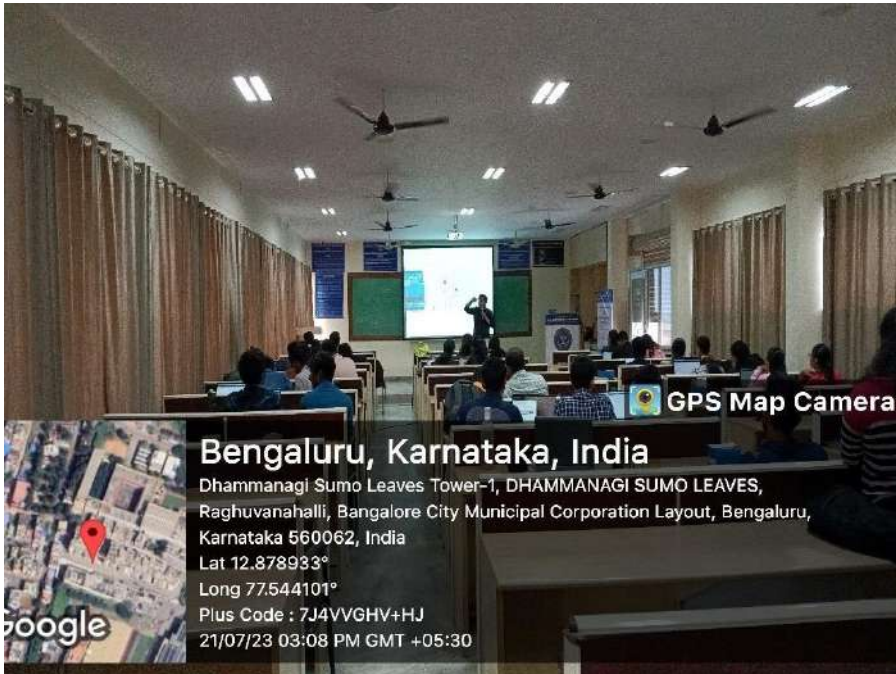 GPS Map Camera
Bengaluru, Karnataka, India
Dhammanagi Sumo Leaves Tower-1, DHAMMANAGI SUMO LEAVES,
Raghuvanahalli, Bangalore City Municipal Corporation Layout, Bengaluru,
Karnataka 560062, India
Lat 12.878933°
Long 77.544101°
Plus Code : 7J4VVGHV+HJ
21/07/23 03:08 PM GMT +05:30
Google